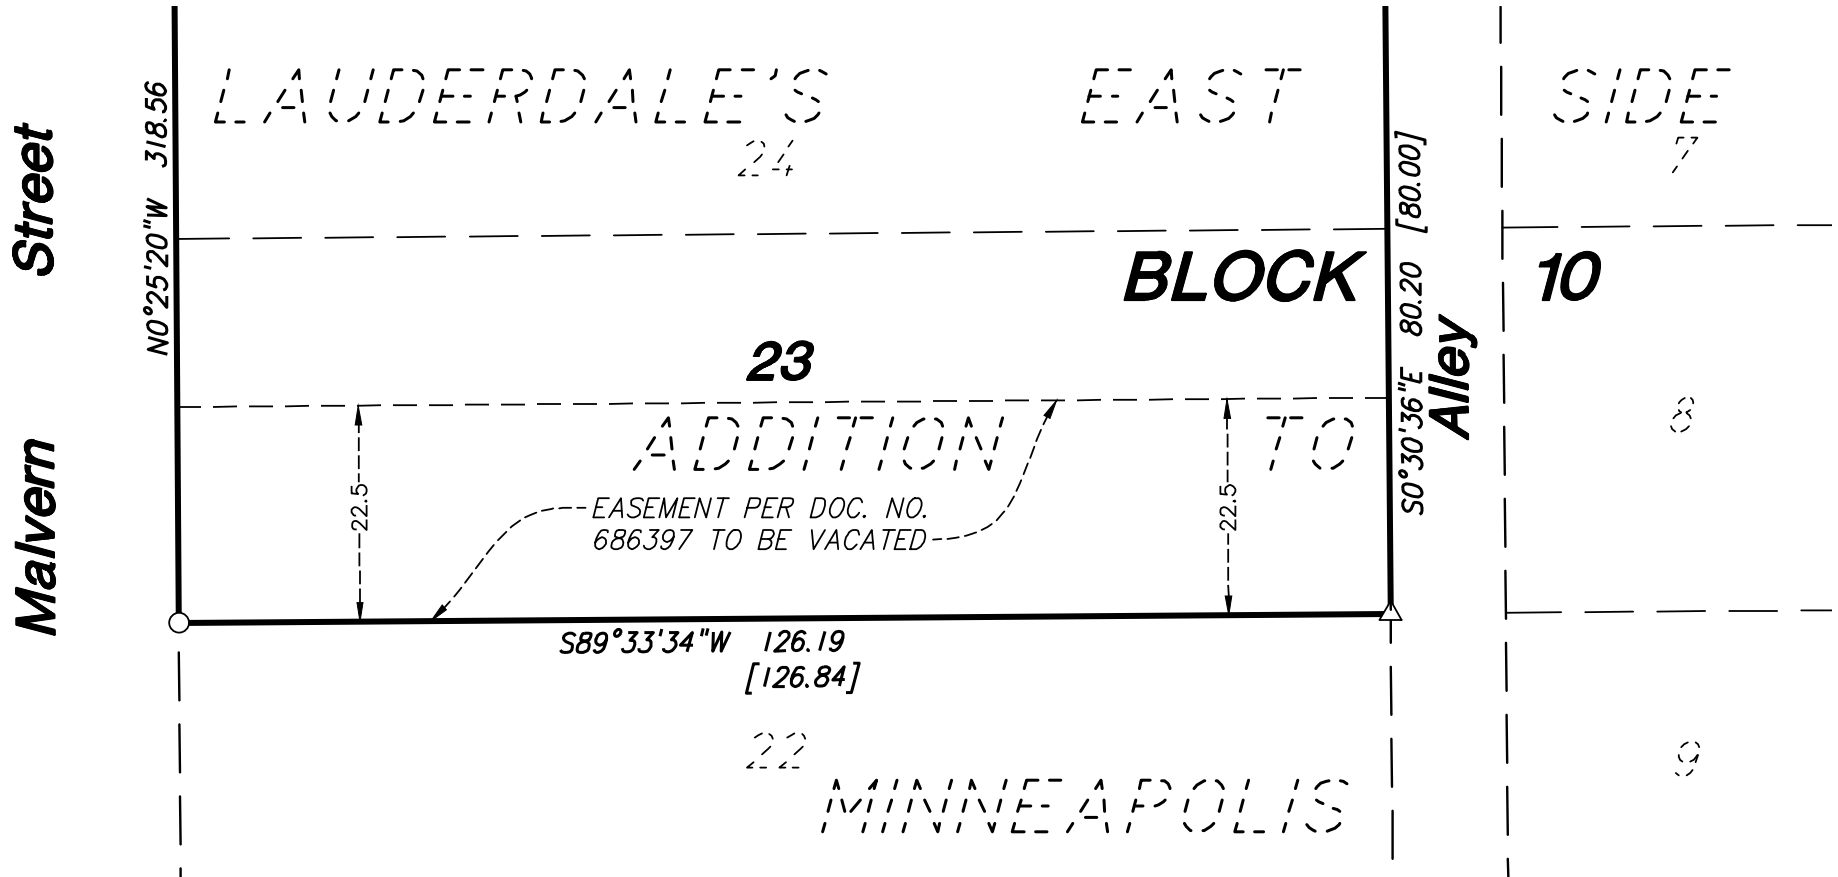 LAUDERDALE'S EAST SIDE
24
7
N0°25'20"W 318.56
Malvern Street
BLOCK 10
S0°30'36"E 80.20 [80.00]
Alley
23
ADDITION TO
8
22.5
22.5
EASEMENT PER DOC. NO.
686397 TO BE VACATED
S89°33'34"W 126.19
[126.84]
22
9
MINNEAPOLIS